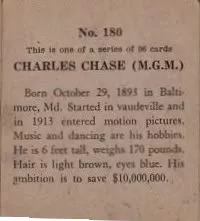 No. 180
This is one of a series of 96 cards
CHARLES CHASE (M.G.M.)
Born October 29, 1893 in Balti-
more, Md. Started in vaudeville and
in 1913 entered motion pictures.
Music and dancing are his hobbies.
He is 6 feet tall, weighs 170 pounds.
Hair is light brown, eyes blue. His
ambition is to save $10,000,000.